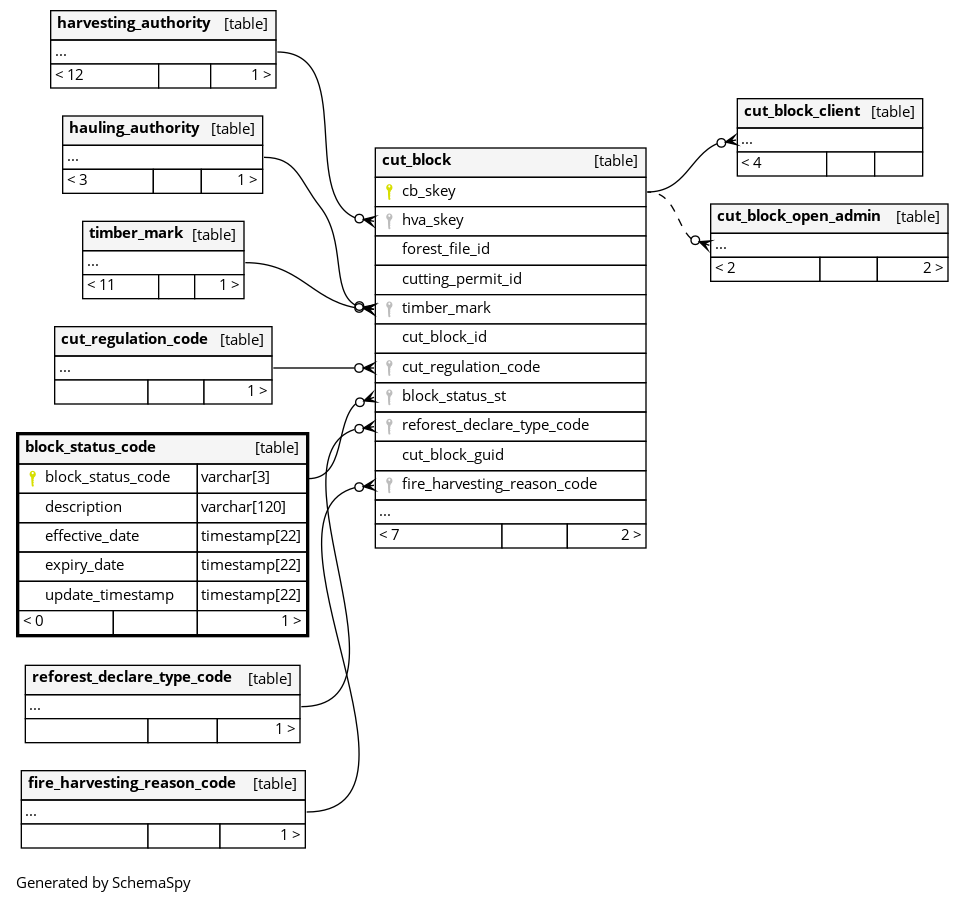 harvesting_authority [table]
...
< 12 1 >
hauling_authority [table]
...
< 3 1 >
timber_mark [table]
...
< 11 1 >
cut_regulation_code [table]
...
1 >
block_status_code [table]
block_status_code varchar[3]
description varchar[120]
effective_date timestamp[22]
expiry_date timestamp[22]
update_timestamp timestamp[22]
< 0 1 >
reforest_declare_type_code [table]
...
1 >
fire_harvesting_reason_code [table]
...
1 >
cut_block [table]
cb_skey
hva_skey
forest_file_id
cutting_permit_id
timber_mark
cut_block_id
cut_regulation_code
block_status_st
reforest_declare_type_code
cut_block_guid
fire_harvesting_reason_code
...
< 7 2 >
cut_block_client [table]
...
< 4
cut_block_open_admin [table]
...
< 2 2 >
Generated by SchemaSpy